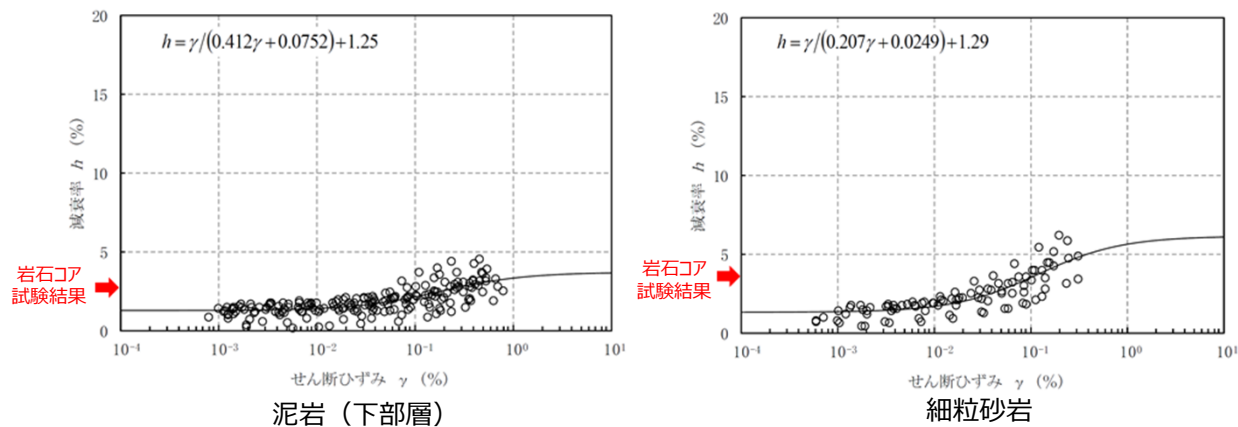 h=γ/(0.412γ+0.0752)+1.25
20
15
10
5
0
減衰率 h (%)
岩石コア
試験結果
10⁻⁴
10⁻³
10⁻²
10⁻¹
10⁰
10¹
せん断ひずみ γ (%)
泥岩（下部層）
h=γ/(0.207γ+0.0249)+1.29
20
15
10
5
0
減衰率 h (%)
岩石コア
試験結果
10⁻⁴
10⁻³
10⁻²
10⁻¹
10⁰
10¹
せん断ひずみ γ (%)
細粒砂岩